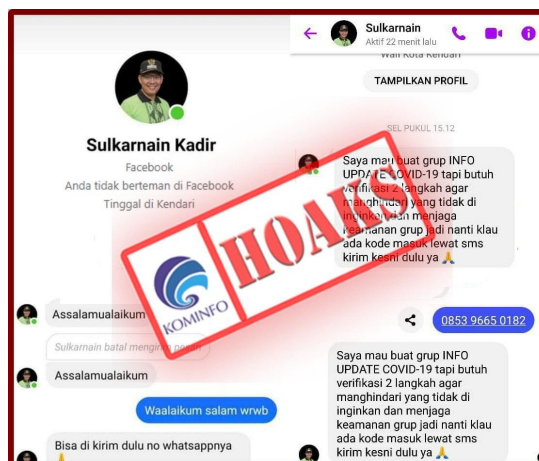 Sulkarnain Kadir
Facebook
Anda tidak berteman di Facebook
Tinggal di Kendari
Assalamualaikum
Sulkarnain batal mengirim pesan
Assalamualaikum
Waalaikum salam wrwb
Bisa di kirim dulu no whatsappnya
🙏
Sulkarnain
Aktif 22 menit lalu
Wali Kota Kendari
TAMPILKAN PROFIL
SEL PUKUL 15.12
Saya mau buat grup INFO
UPDATE COVID-19 tapi butuh
verifikasi 2 langkah agar
manghindari yang tidak di
inginkan dan menjaga
keamanan grup jadi nanti klau
ada kode masuk lewat sms
kirim kesni dulu ya 🙏
0853 9665 0182
Saya mau buat grup INFO
UPDATE COVID-19 tapi butuh
verifikasi 2 langkah agar
manghindari yang tidak di
inginkan dan menjaga
keamanan grup jadi nanti klau
ada kode masuk lewat sms
kirim kesni dulu ya 🙏
KOMINFO
HOAKS